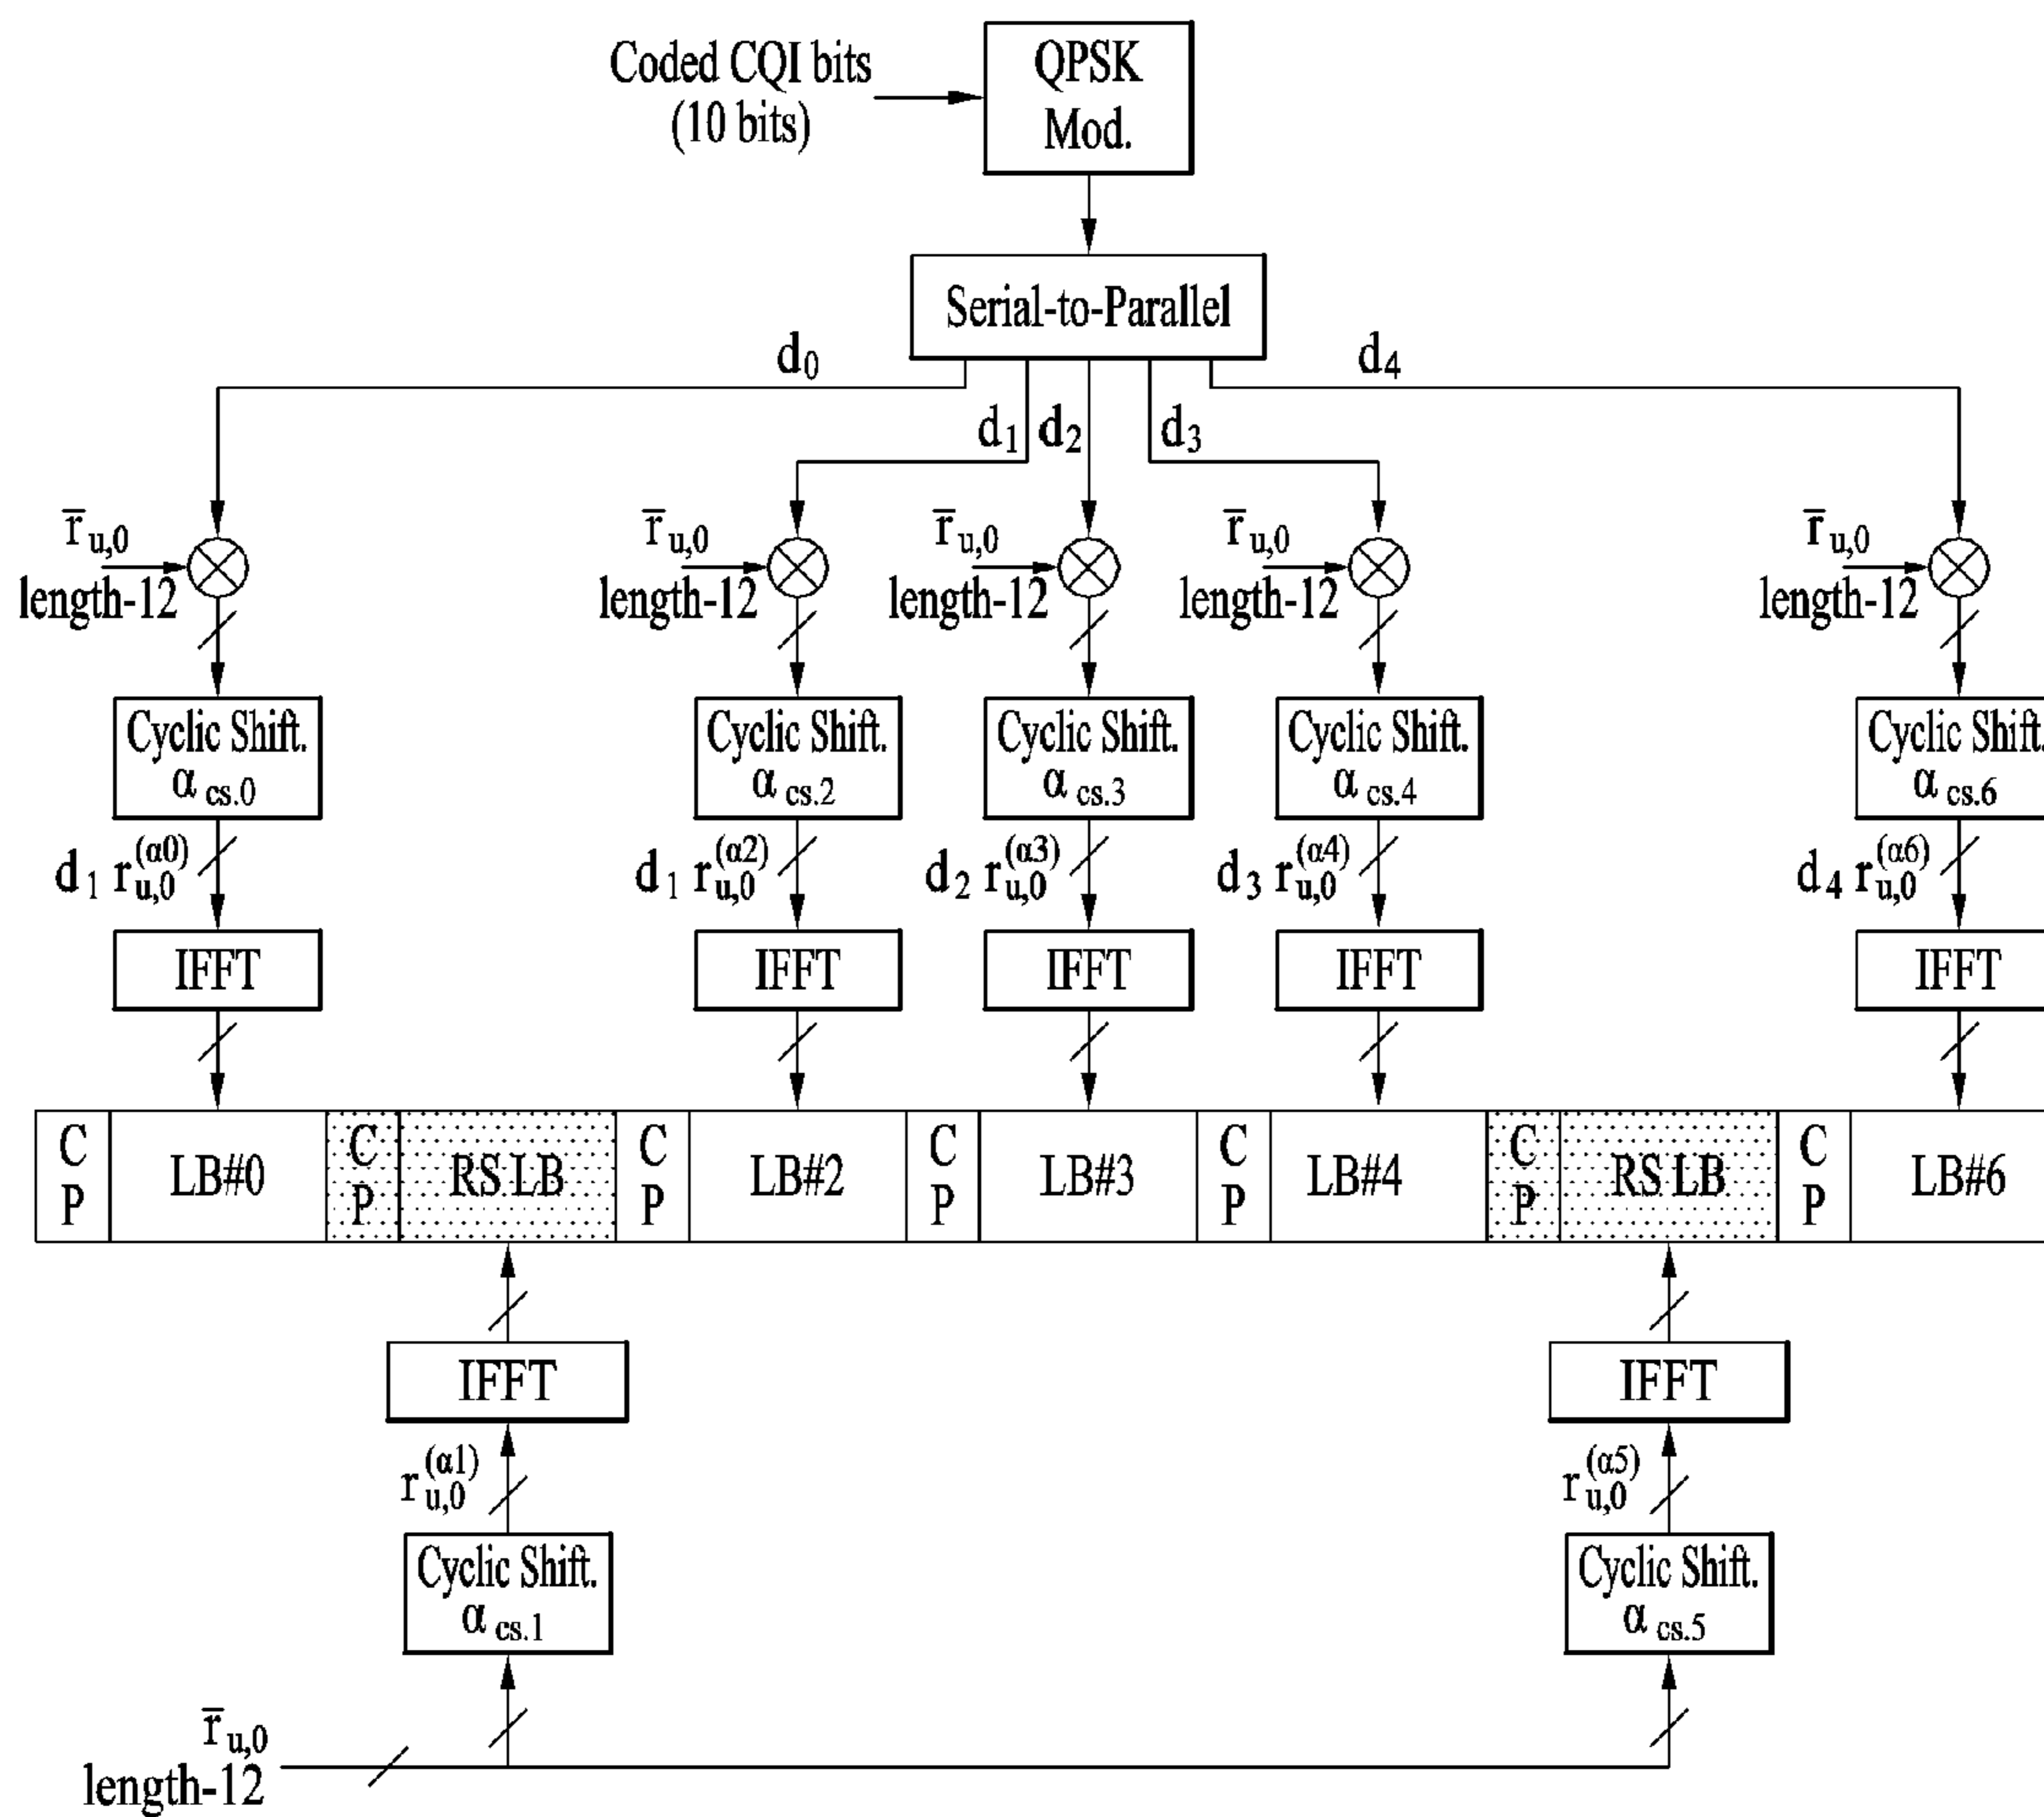 Coded CQI bits
(10 bits)
QPSK
Mod.
Serial-to-Parallel
d0
d4
d1
d2
d3
r̄u,0
length-12
r̄u,0
length-12
r̄u,0
length-12
r̄u,0
length-12
r̄u,0
length-12
Cyclic Shift.
αcs.0
Cyclic Shift.
αcs.2
Cyclic Shift.
αcs.3
Cyclic Shift.
αcs.4
Cyclic Shift.
αcs.6
d1 ru,0(α0)
d1 ru,0(α2)
d2 ru,0(α3)
d3 ru,0(α4)
d4 ru,0(α6)
IFFT
IFFT
IFFT
IFFT
IFFT
CP
LB#0
CP
RS LB
CP
LB#2
CP
LB#3
CP
LB#4
CP
RS LB
CP
LB#6
IFFT
IFFT
ru,0(α1)
ru,0(α5)
Cyclic Shift.
αcs.1
Cyclic Shift.
αcs.5
r̄u,0
length-12